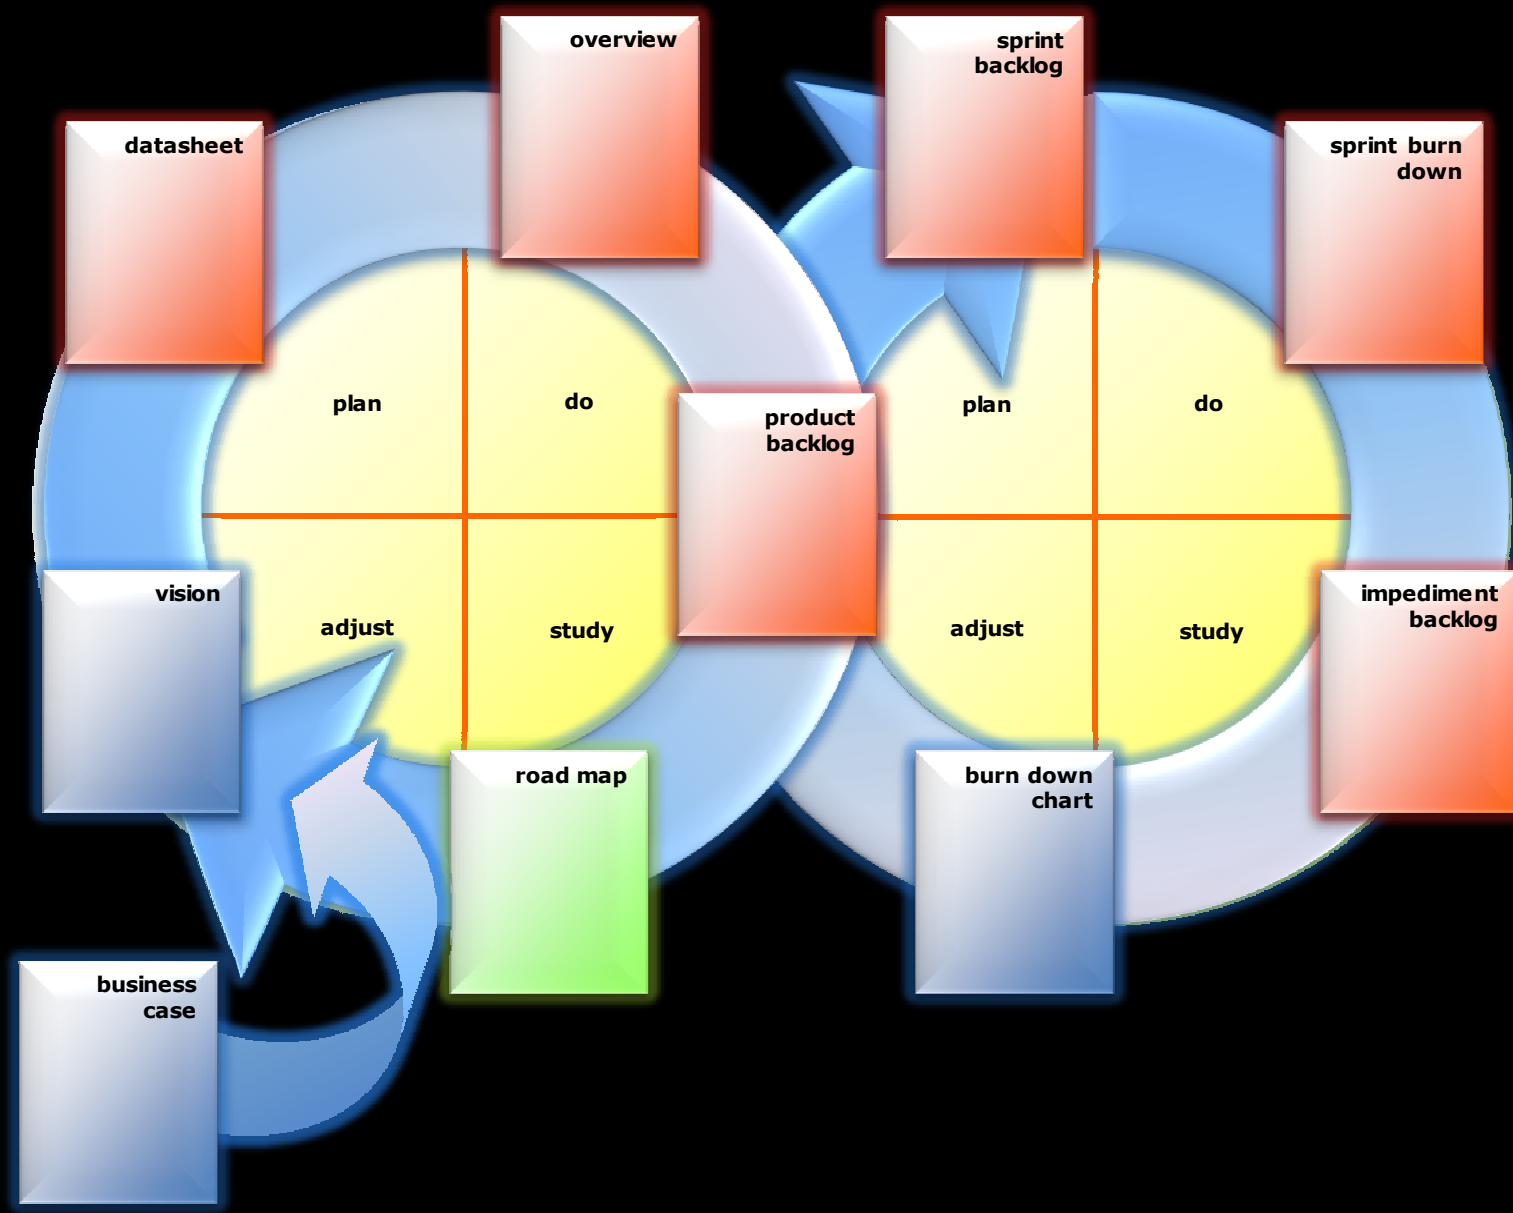 overview
sprint
backlog
datasheet
sprint burn
down
plan
do
product
backlog
plan
do
vision
adjust
study
adjust
study
impediment
backlog
road map
burn down
chart
business
case